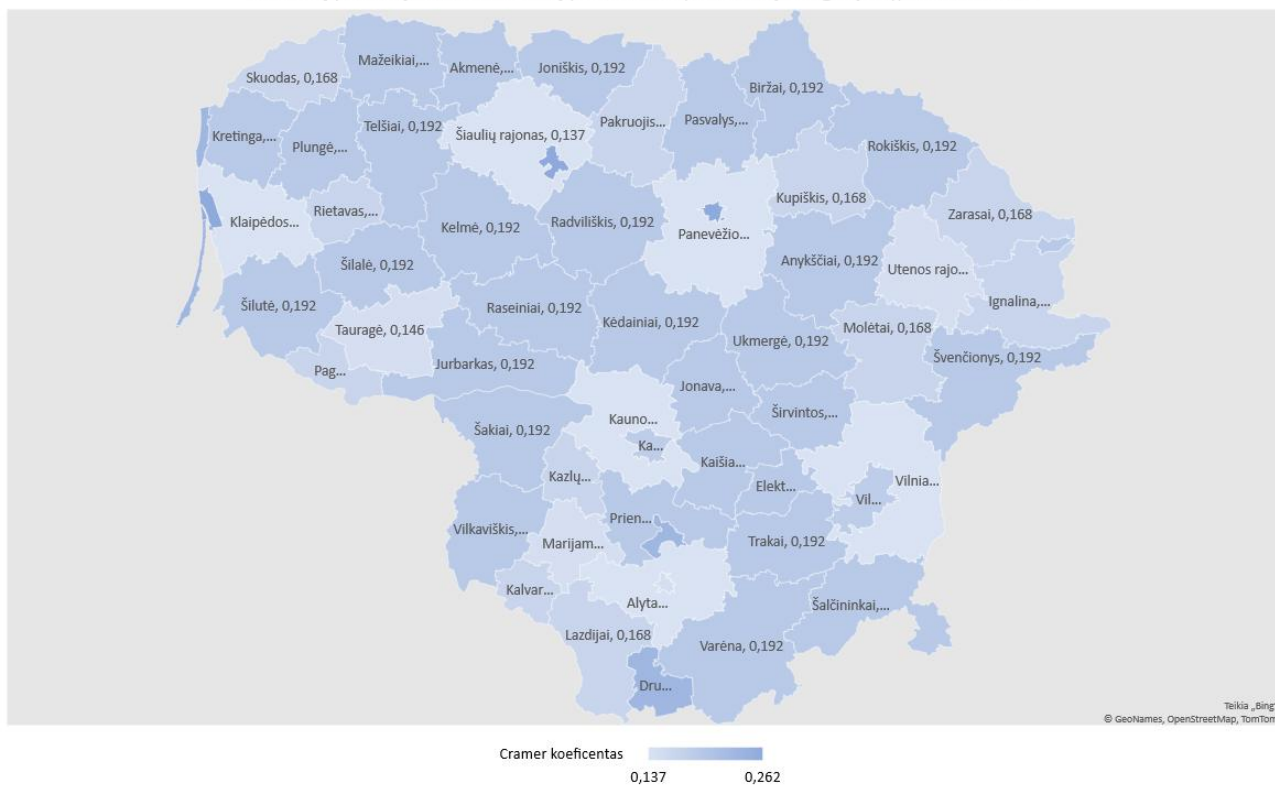 Skuodas, 0,168
Mažeikiai,...
Akmenė,...
Joniškis, 0,192
Biržai, 0,192
Kretinga,...
Plungė,...
Telšiai, 0,192
Šiaulių rajonas, 0,137
Pakruojis...
Pasvalys,...
Rokiškis, 0,192
Klaipėdos...
Rietavas,...
Kelmė, 0,192
Radviliškis, 0,192
Panevėžio...
Kupiškis, 0,168
Zarasai, 0,168
Šilalė, 0,192
Anykščiai, 0,192
Utenos rajo...
Šilutė, 0,192
Tauragė, 0,146
Raseiniai, 0,192
Kėdainiai, 0,192
Ukmergė, 0,192
Molėtai, 0,168
Ignalina,...
Švenčionys, 0,192
Pag...
Jurbarkas, 0,192
Jonava,...
Širvintos,...
Šakiai, 0,192
Kauno...
Ka...
Kaišia...
Kazlų...
Elekt...
Vil...
Vilnia...
Vilkaviškis,...
Prien...
Marijam...
Trakai, 0,192
Kalvar...
Alyta...
Šalčininkai,...
Lazdijai, 0,168
Varėna, 0,192
Dru...
Teikia „Bing“
© GeoNames, OpenStreetMap, TomTom
Cramer koeficentas
0,137 0,262